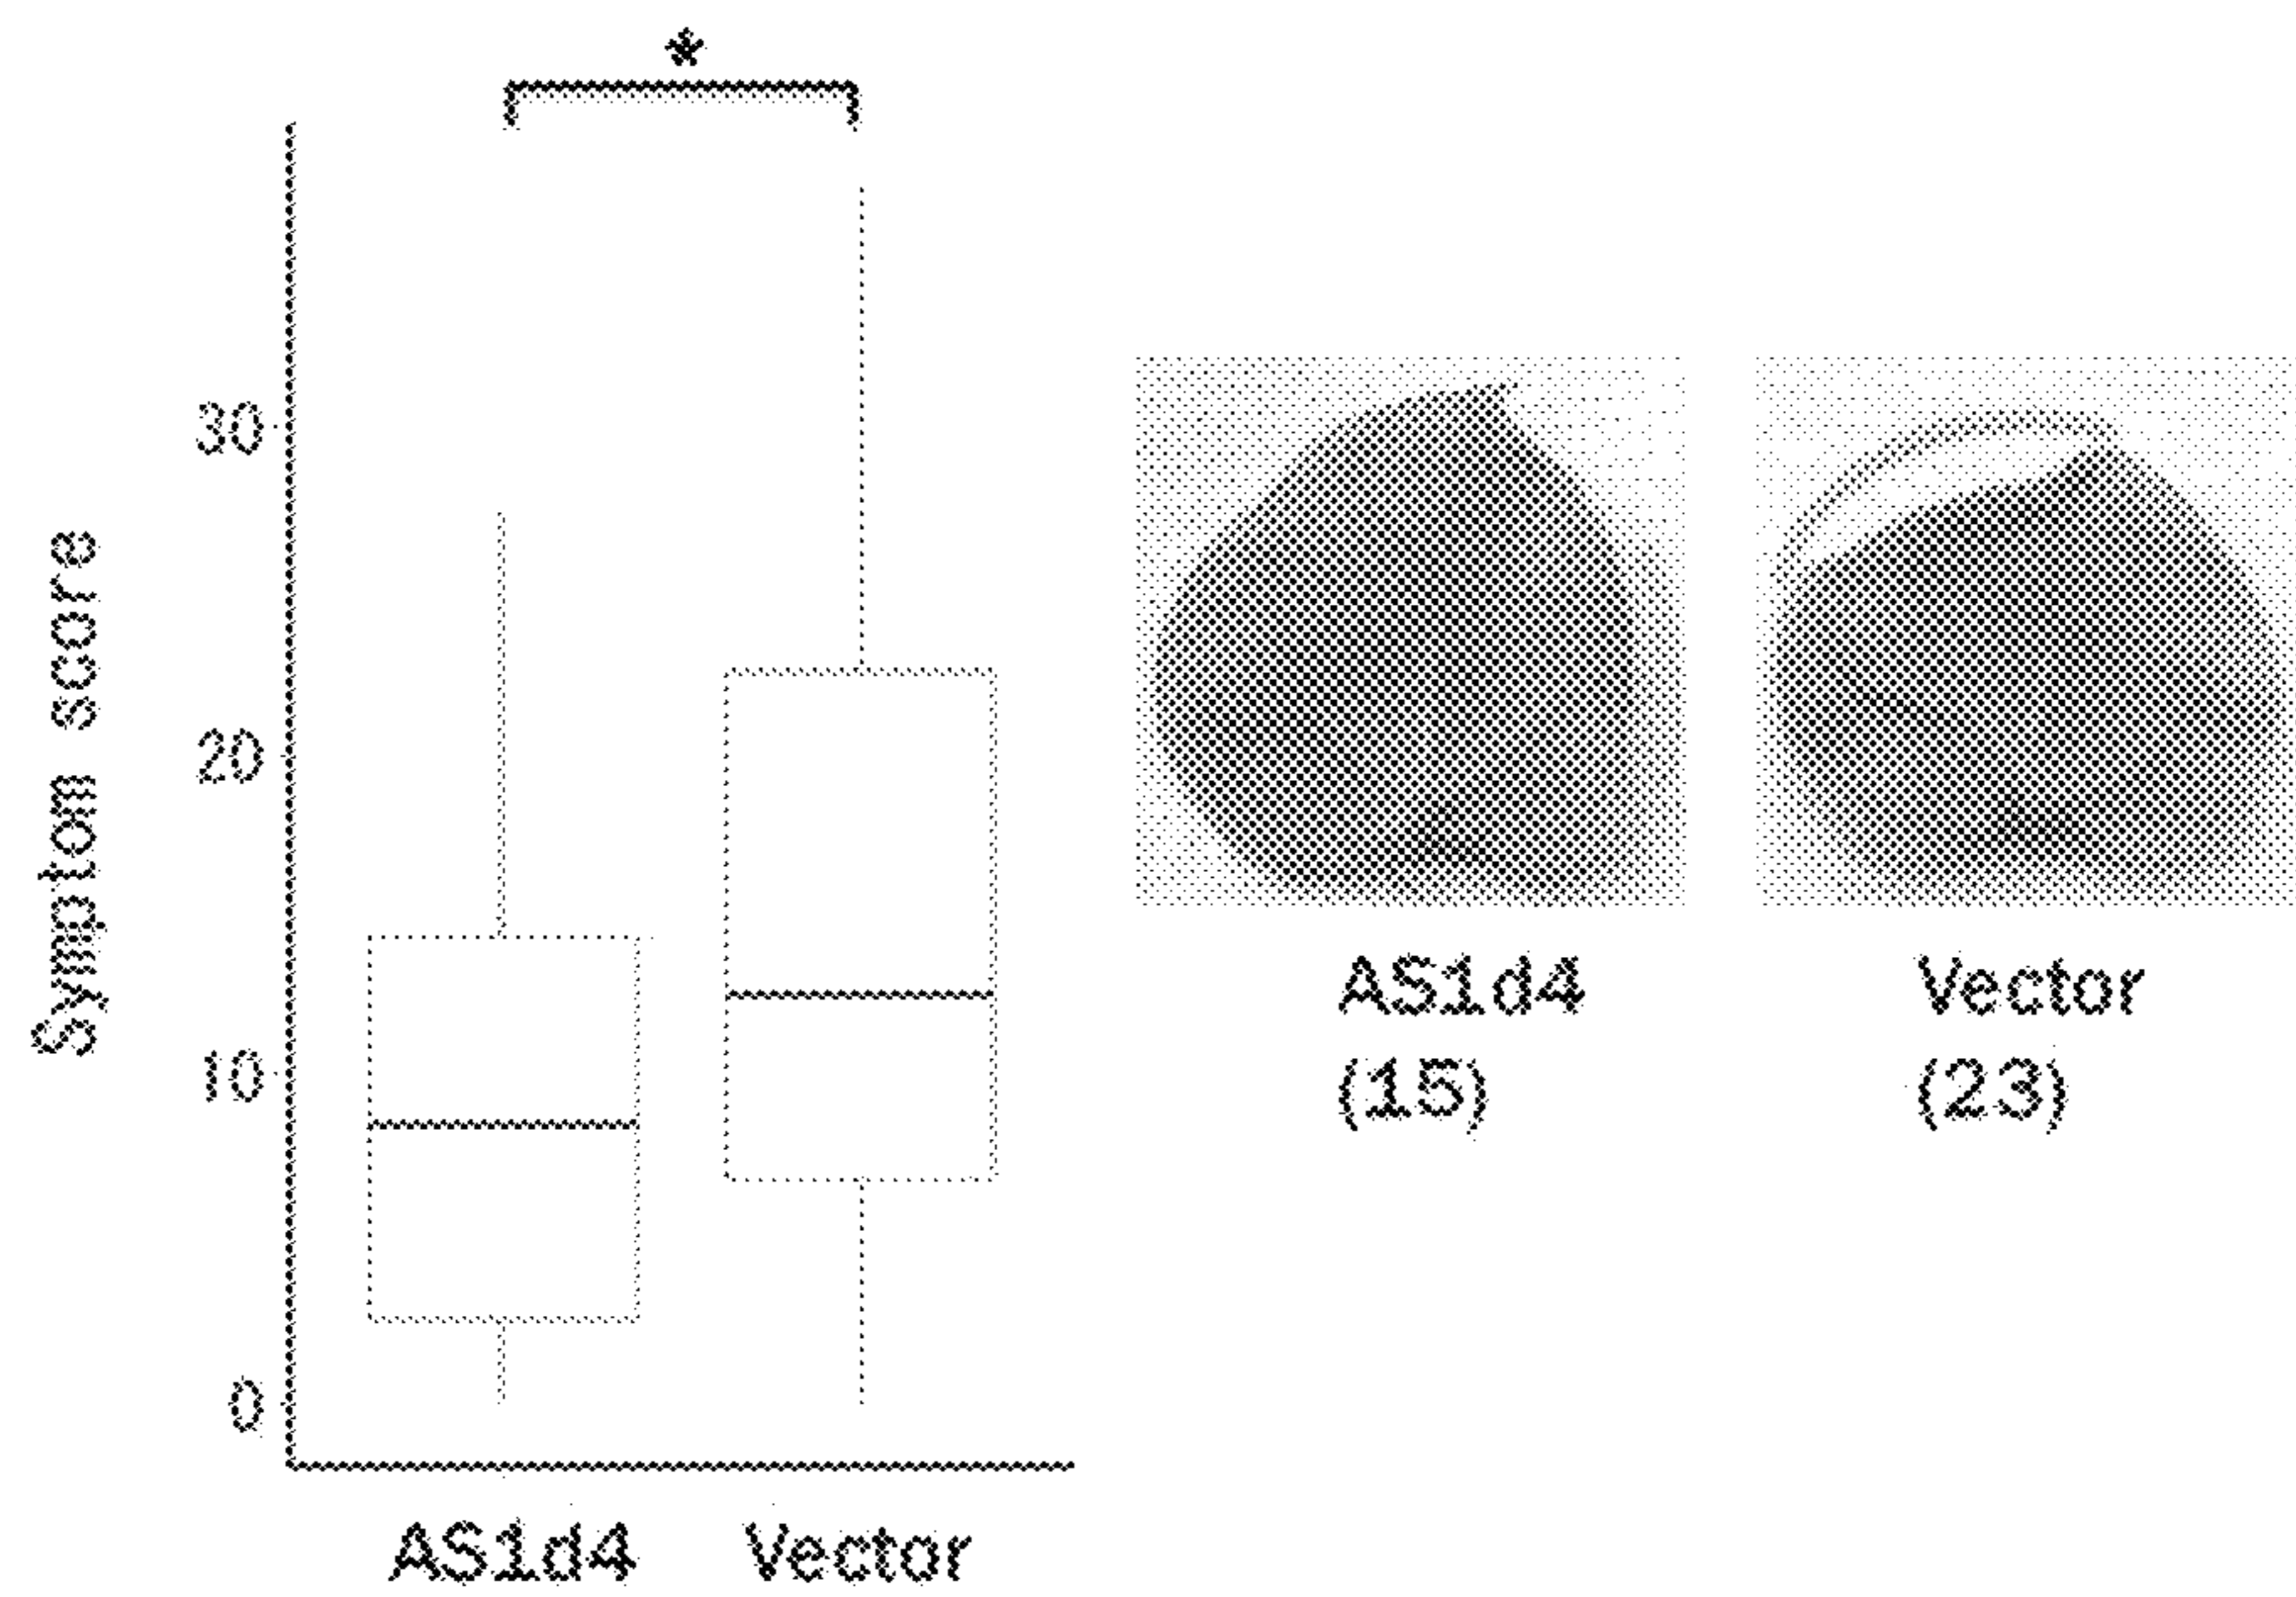 *
Symptom score
30
20
10
0
AS1d4
Vector
AS1d4
(15)
Vector
(23)